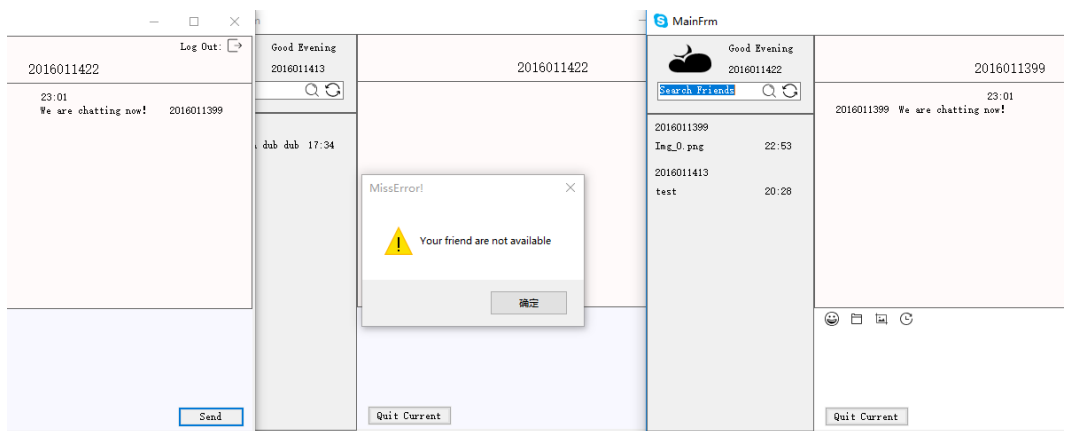 Log Out:
2016011422
23:01
We are chatting now! 2016011399
Send
Good Evening
2016011413
dub dub 17:34
2016011422
MissError!
Your friend are not available
确定
Quit Current
MainFrm
Good Evening
2016011422
Search Friends
2016011399
Img_0.png 22:53
2016011413
test 20:28
2016011399
23:01
2016011399 We are chatting now!
Quit Current